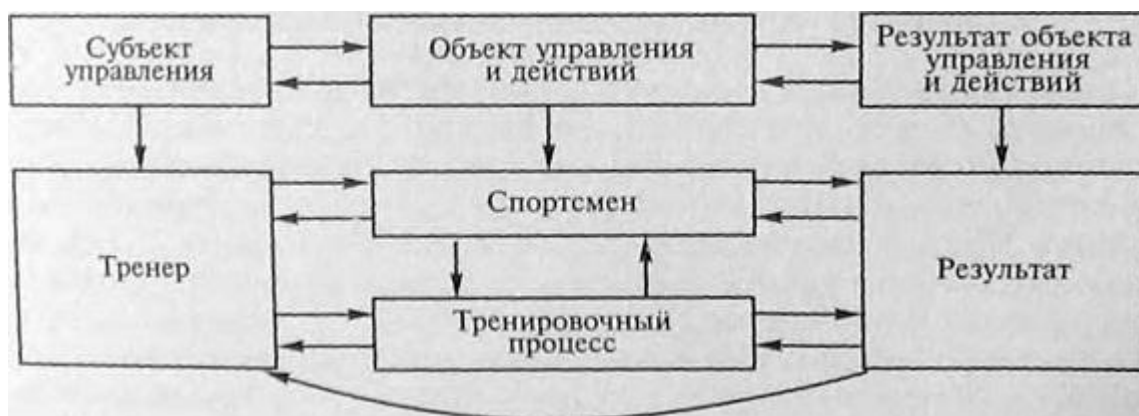 Субъект
управления
Объект управления
и действий
Результат объекта
управления
и действий
Тренер
Спортсмен
Тренировочный
процесс
Результат